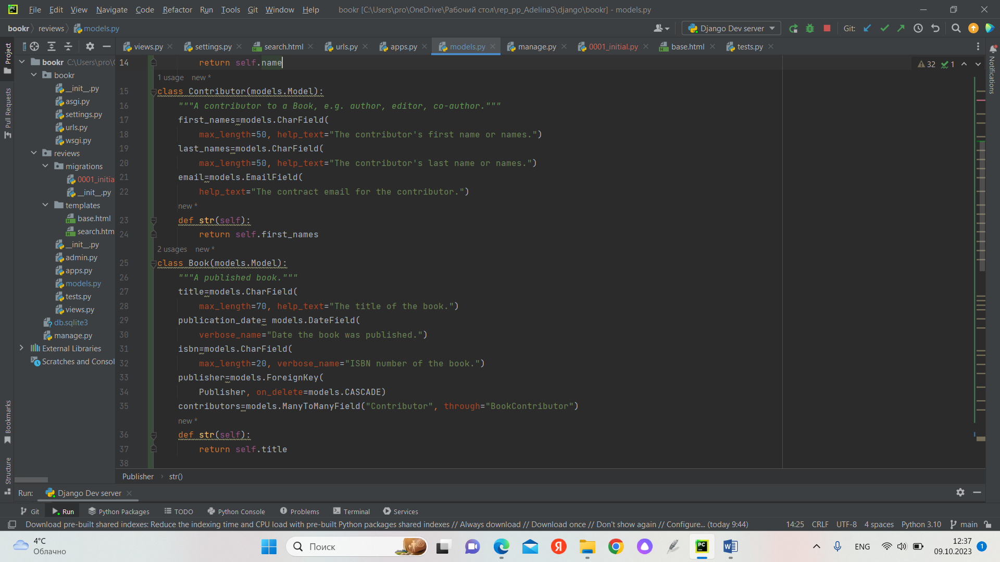 File Edit View Navigate Code Refactor Run Tools Git Window Help bookr [C:\Users\pro\OneDrive\Рабочий стол\rep_pp_AdelinaS\django\bookr] - models.py
bookr reviews models.py Django Dev server Git:
views.py settings.py search.html urls.py apps.py models.py manage.py 0001_initial.py base.html tests.py
Project
Pull Requests
Bookmarks
Structure
Notifications
bookr C:\Users\pro\
bookr
__init__.py
asgi.py
settings.py
urls.py
wsgi.py
reviews
migrations
0001_initia
__init__.py
templates
base.html
search.htm
__init__.py
admin.py
apps.py
models.py
tests.py
views.py
db.sqlite3
manage.py
External Libraries
Scratches and Consol
32 1
14 return self.name
1 usage new *
15 class Contributor(models.Model):
16 """A contributor to a Book, e.g. author, editor, co-author."""
17 first_names=models.CharField(
18 max_length=50, help_text="The contributor's first name or names.")
19 last_names=models.CharField(
20 max_length=50, help_text="The contributor's last name or names.")
21 email=models.EmailField(
22 help_text="The contract email for the contributor.")
new *
23 def str(self):
24 return self.first_names
2 usages new *
25 class Book(models.Model):
26 """A published book."""
27 title=models.CharField(
28 max_length=70, help_text="The title of the book.")
29 publication_date= models.DateField(
30 verbose_name="Date the book was published.")
31 isbn=models.CharField(
32 max_length=20, verbose_name="ISBN number of the book.")
33 publisher=models.ForeignKey(
34 Publisher, on_delete=models.CASCADE)
35 contributors=models.ManyToManyField("Contributor", through="BookContributor")
new *
36 def str(self):
37 return self.title
38
Publisher str()
Run: Django Dev server
Git Run Python Packages TODO Python Console Problems Terminal Services
Download pre-built shared indexes: Reduce the indexing time and CPU load with pre-built Python packages shared indexes // Always download // Download once // Don't show again // Configure... (today 9:44) 14:25 CRLF UTF-8 4 spaces Python 3.10 main
4°C
Облачно
Поиск
ENG
12:37
09.10.2023
1